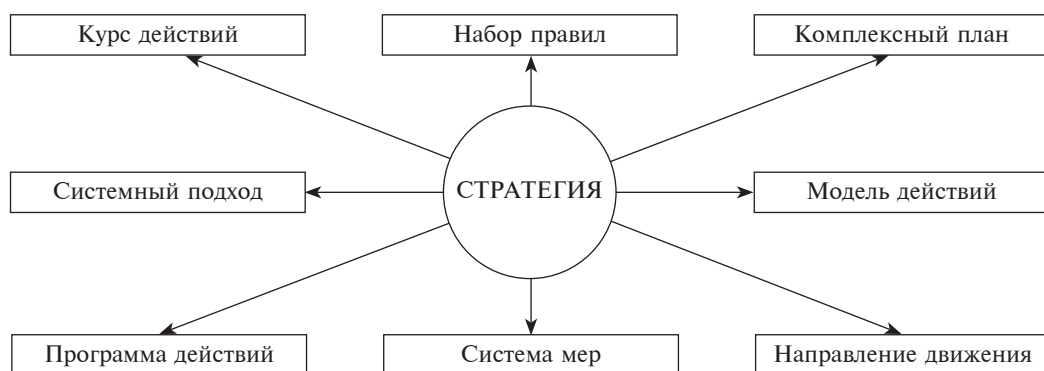 Курс действий
Набор правил
Комплексный план
Системный подход
СТРАТЕГИЯ
Модель действий
Программа действий
Система мер
Направление движения